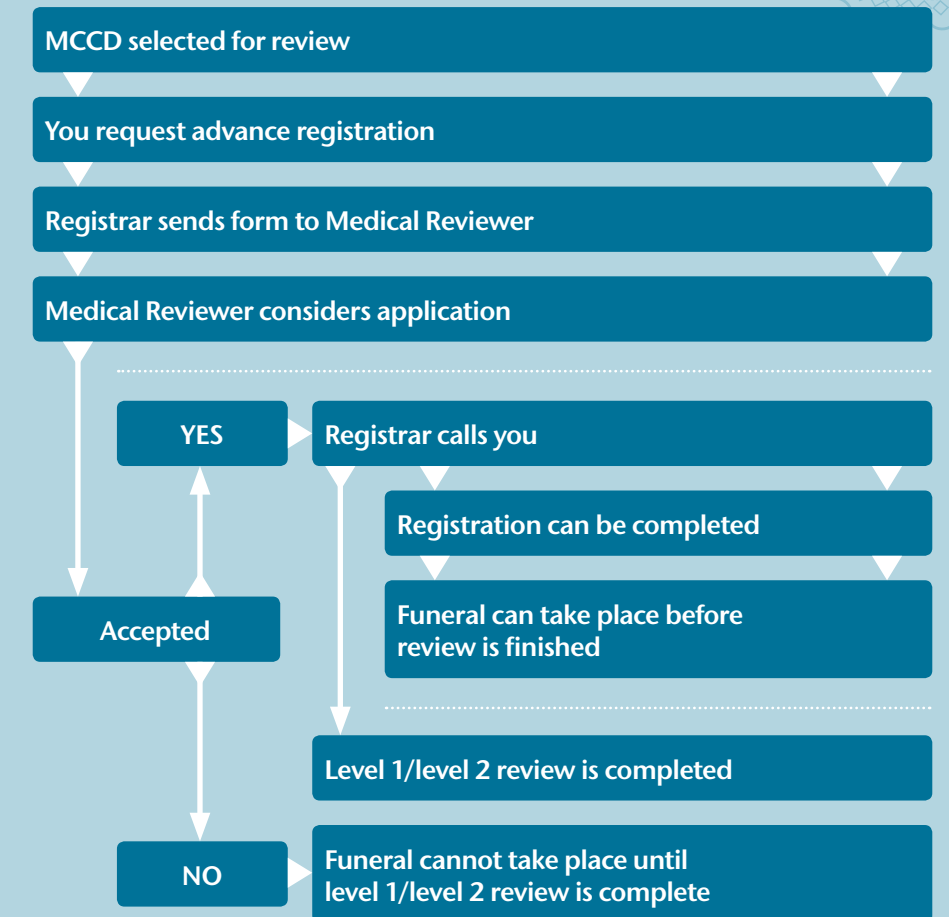 MCCD selected for review
You request advance registration
Registrar sends form to Medical Reviewer
Medical Reviewer considers application
YES
Registrar calls you
Registration can be completed
Funeral can take place before
review is finished
Accepted
Level 1/level 2 review is completed
NO
Funeral cannot take place until
level 1/level 2 review is complete